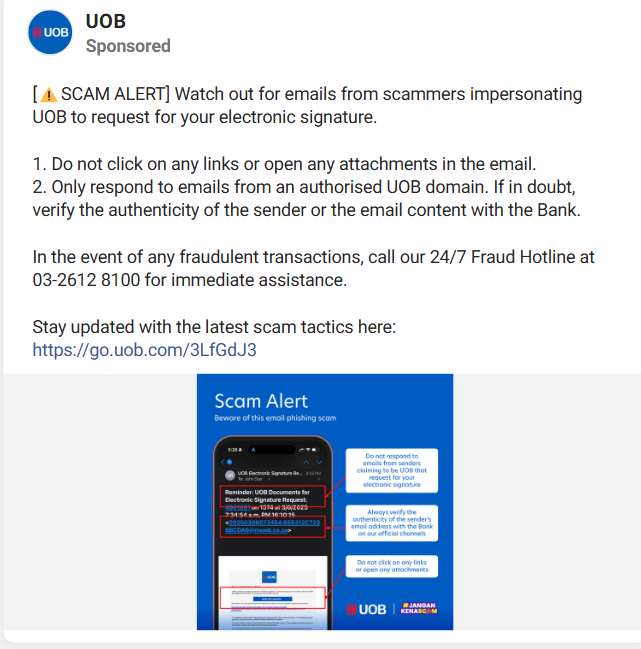 UOB
UOB
Sponsored
[⚠ SCAM ALERT] Watch out for emails from scammers impersonating
UOB to request for your electronic signature.
1. Do not click on any links or open any attachments in the email.
2. Only respond to emails from an authorised UOB domain. If in doubt,
verify the authenticity of the sender or the email content with the Bank.
In the event of any fraudulent transactions, call our 24/7 Fraud Hotline at
03-2612 8100 for immediate assistance.
Stay updated with the latest scam tactics here:
https://go.uob.com/3LfGdJ3
Scam Alert
Beware of this email phishing scam
5:28
UOB Electronic Signature Re...
To: John Doe
Reminder: UOB Documents for
Electronic Signature Request:
on 1574 at 3/8/2023
7:34:54 a.m. PM 16:10:15
UOB
Do not respond to
emails from senders
claiming to be UOB that
request for your
electronic signature
Always verify the
authenticity of the sender's
email address with the Bank
on our official channels
Do not click on any links
or open any attachments
UOB
#JANGAN
KENASCAM